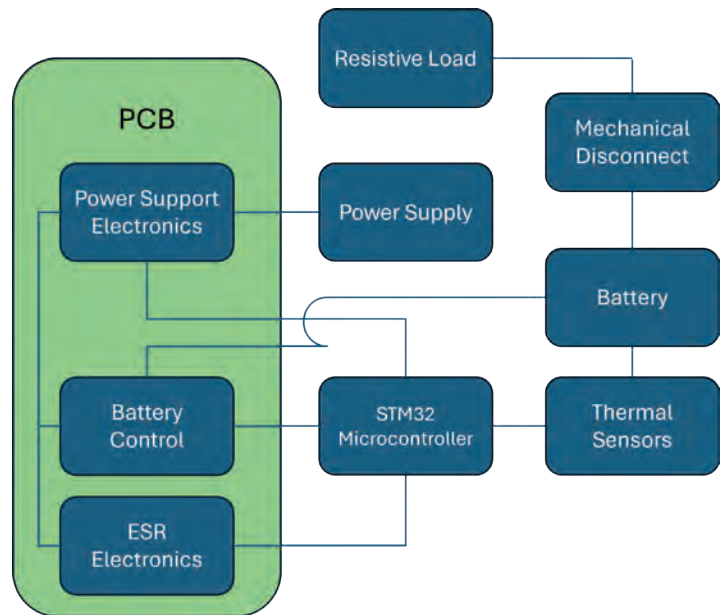 Resistive Load
PCB
Mechanical
Disconnect
Power Support
Electronics
Power Supply
Battery
Battery
Control
STM32
Microcontroller
Thermal
Sensors
ESR
Electronics